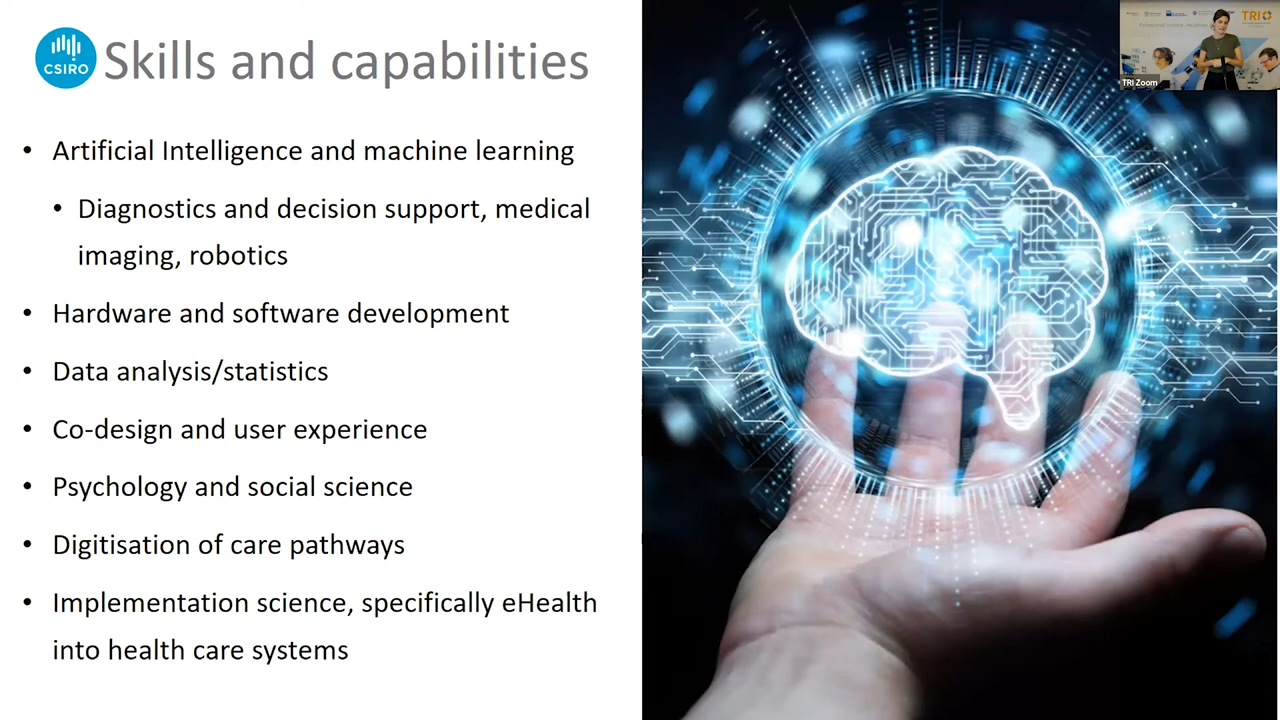 CSIRO
Skills and capabilities
• Artificial Intelligence and machine learning
• Diagnostics and decision support, medical
imaging, robotics
• Hardware and software development
• Data analysis/statistics
• Co-design and user experience
• Psychology and social science
• Digitisation of care pathways
• Implementation science, specifically eHealth
into health care systems
TRI
TRI Zoom